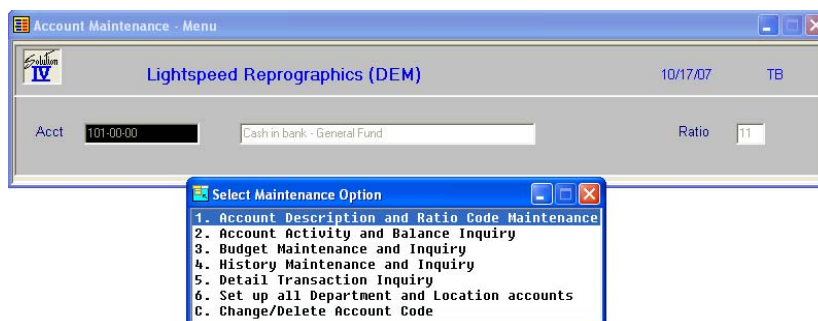 Account Maintenance - Menu
Solution IV
Lightspeed Reprographics (DEM) 10/17/07 TB
Acct 101-00-00 Cash in bank - General Fund Ratio 11
Select Maintenance Option
1. Account Description and Ratio Code Maintenance
2. Account Activity and Balance Inquiry
3. Budget Maintenance and Inquiry
4. History Maintenance and Inquiry
5. Detail Transaction Inquiry
6. Set up all Department and Location accounts
C. Change/Delete Account Code